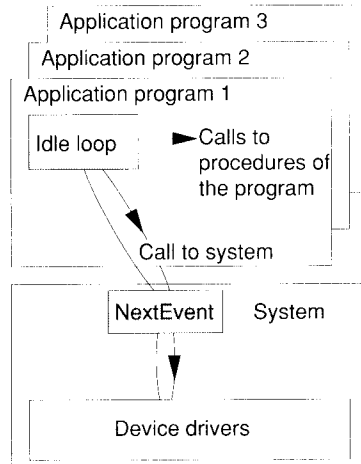 Application program 3
Application program 2
Application program 1
Idle loop
Calls to
procedures of
the program
Call to system
NextEvent
System
Device drivers